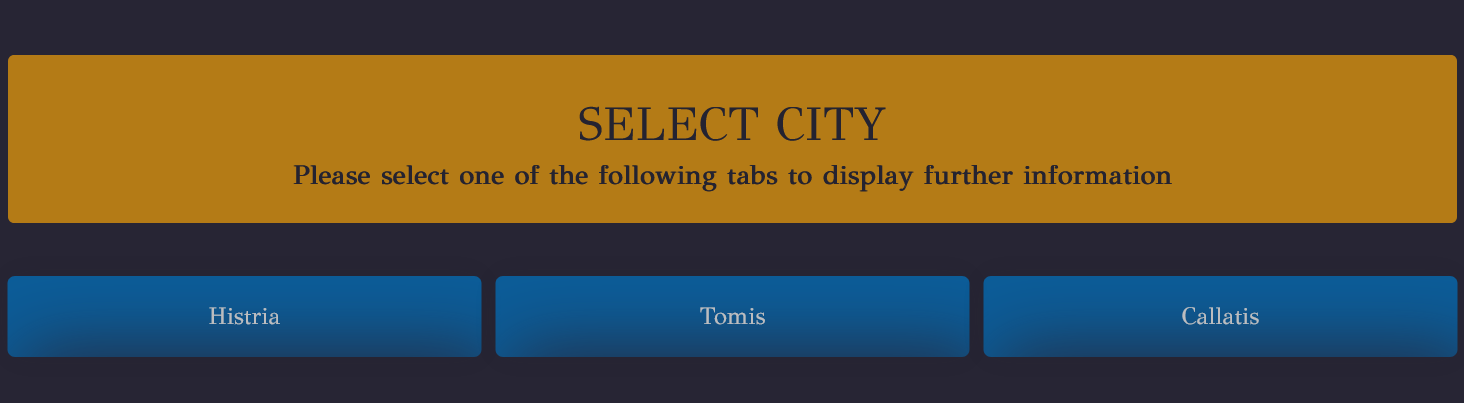 SELECT CITY
Please select one of the following tabs to display further information
Histria
Tomis
Callatis